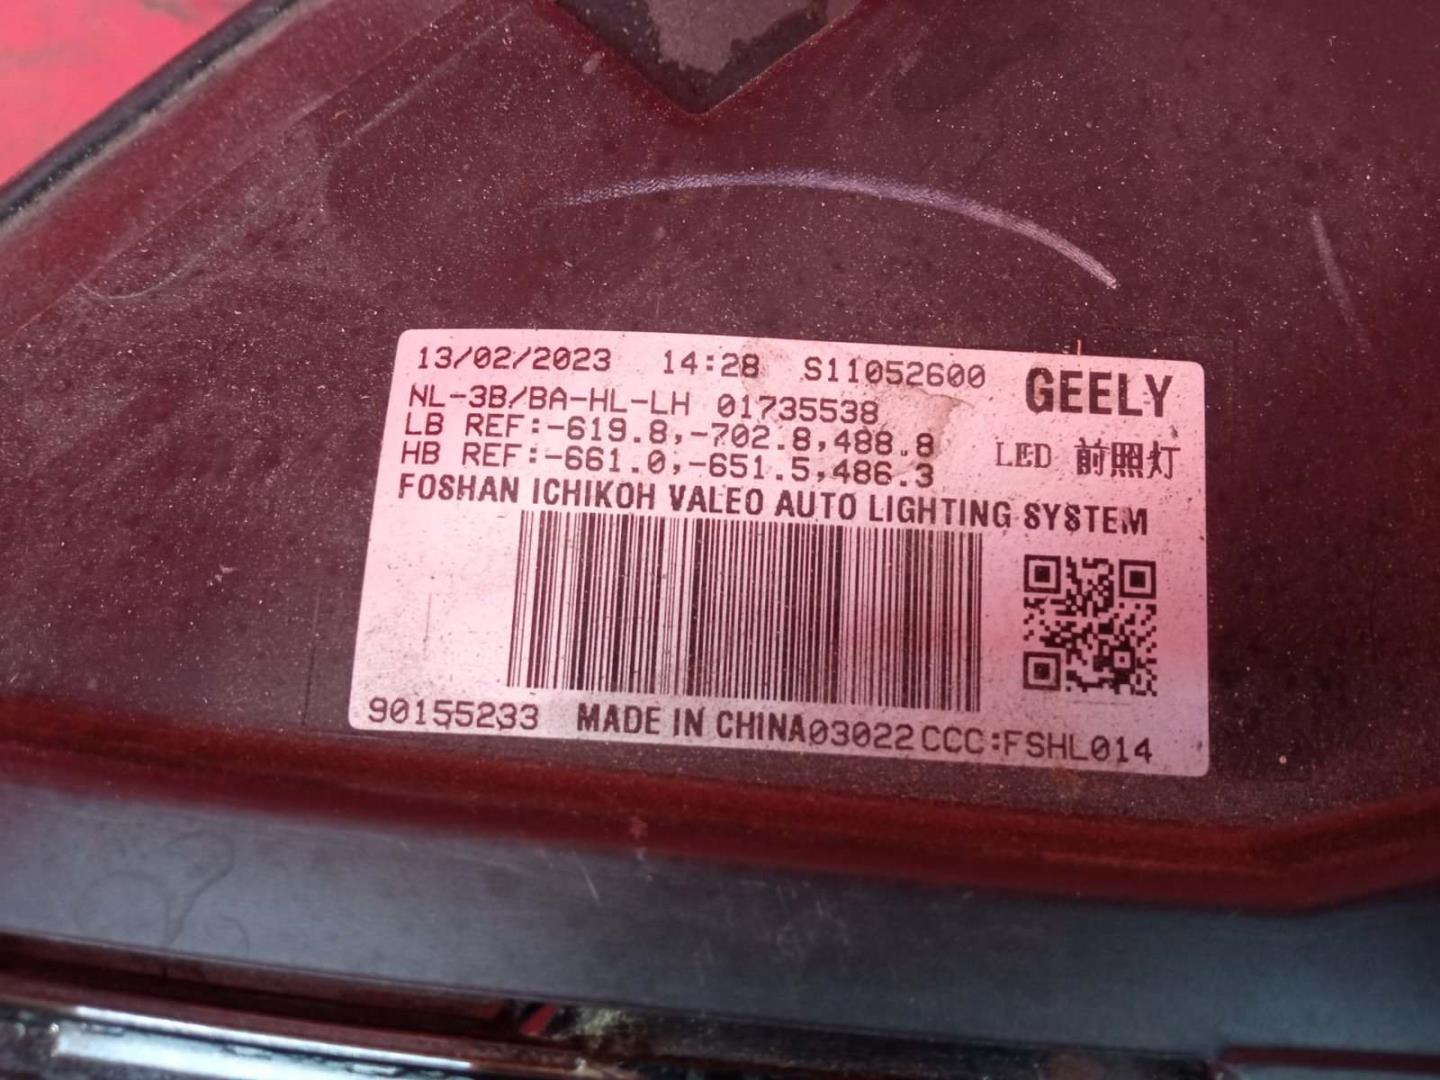 13/02/2023 14:28 S11052600
GEELY
NL-3B/BA-HL-LH 01735538
LB REF:-619.8,-702.8,488.8
HB REF:-661.0,-651.5,486.3
LED 前照灯
FOSHAN ICHIKOH VALEO AUTO LIGHTING SYSTEM
90155233 MADE IN CHINA 03022 CCC:FSHL014